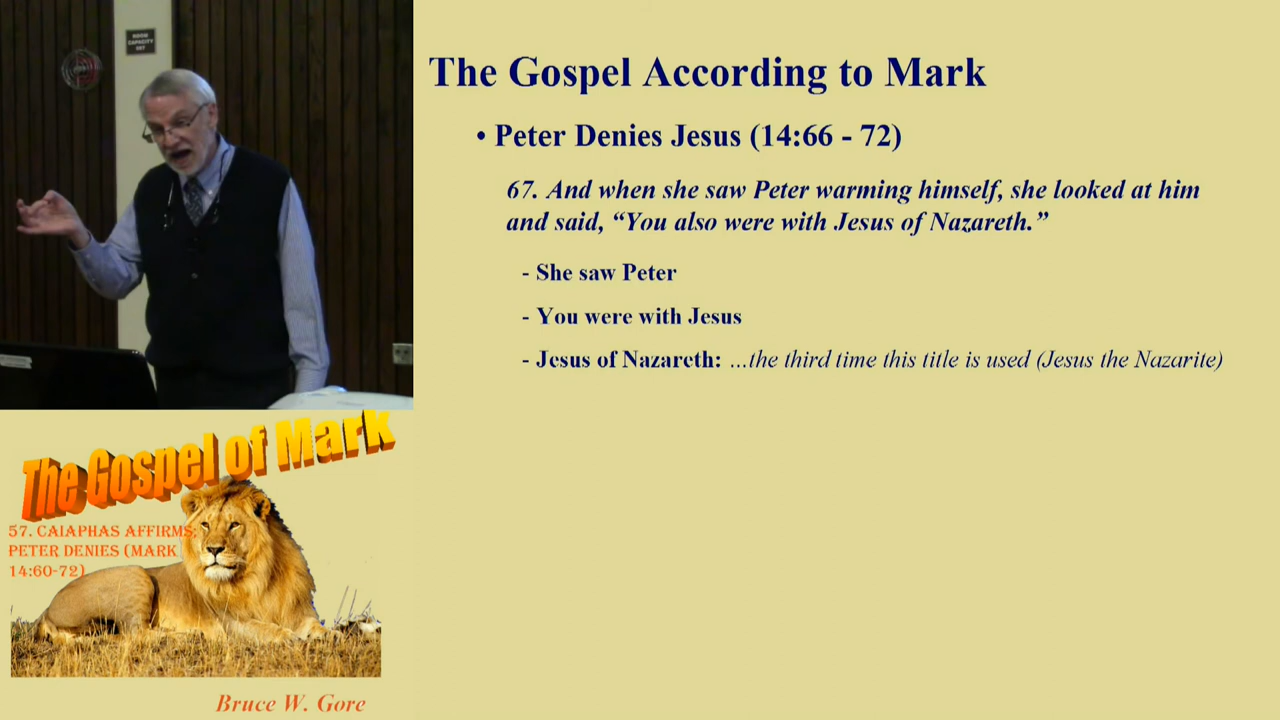 ROOM
CAPACITY
The Gospel According to Mark
• Peter Denies Jesus (14:66 - 72)
67. And when she saw Peter warming himself, she looked at him
and said, “You also were with Jesus of Nazareth.”
- She saw Peter
- You were with Jesus
- Jesus of Nazareth: ...the third time this title is used (Jesus the Nazarite)
The Gospel of Mark
57. CAIAPHAS AFFIRMS;
PETER DENIES (MARK
14:60-72)
Bruce W. Gore